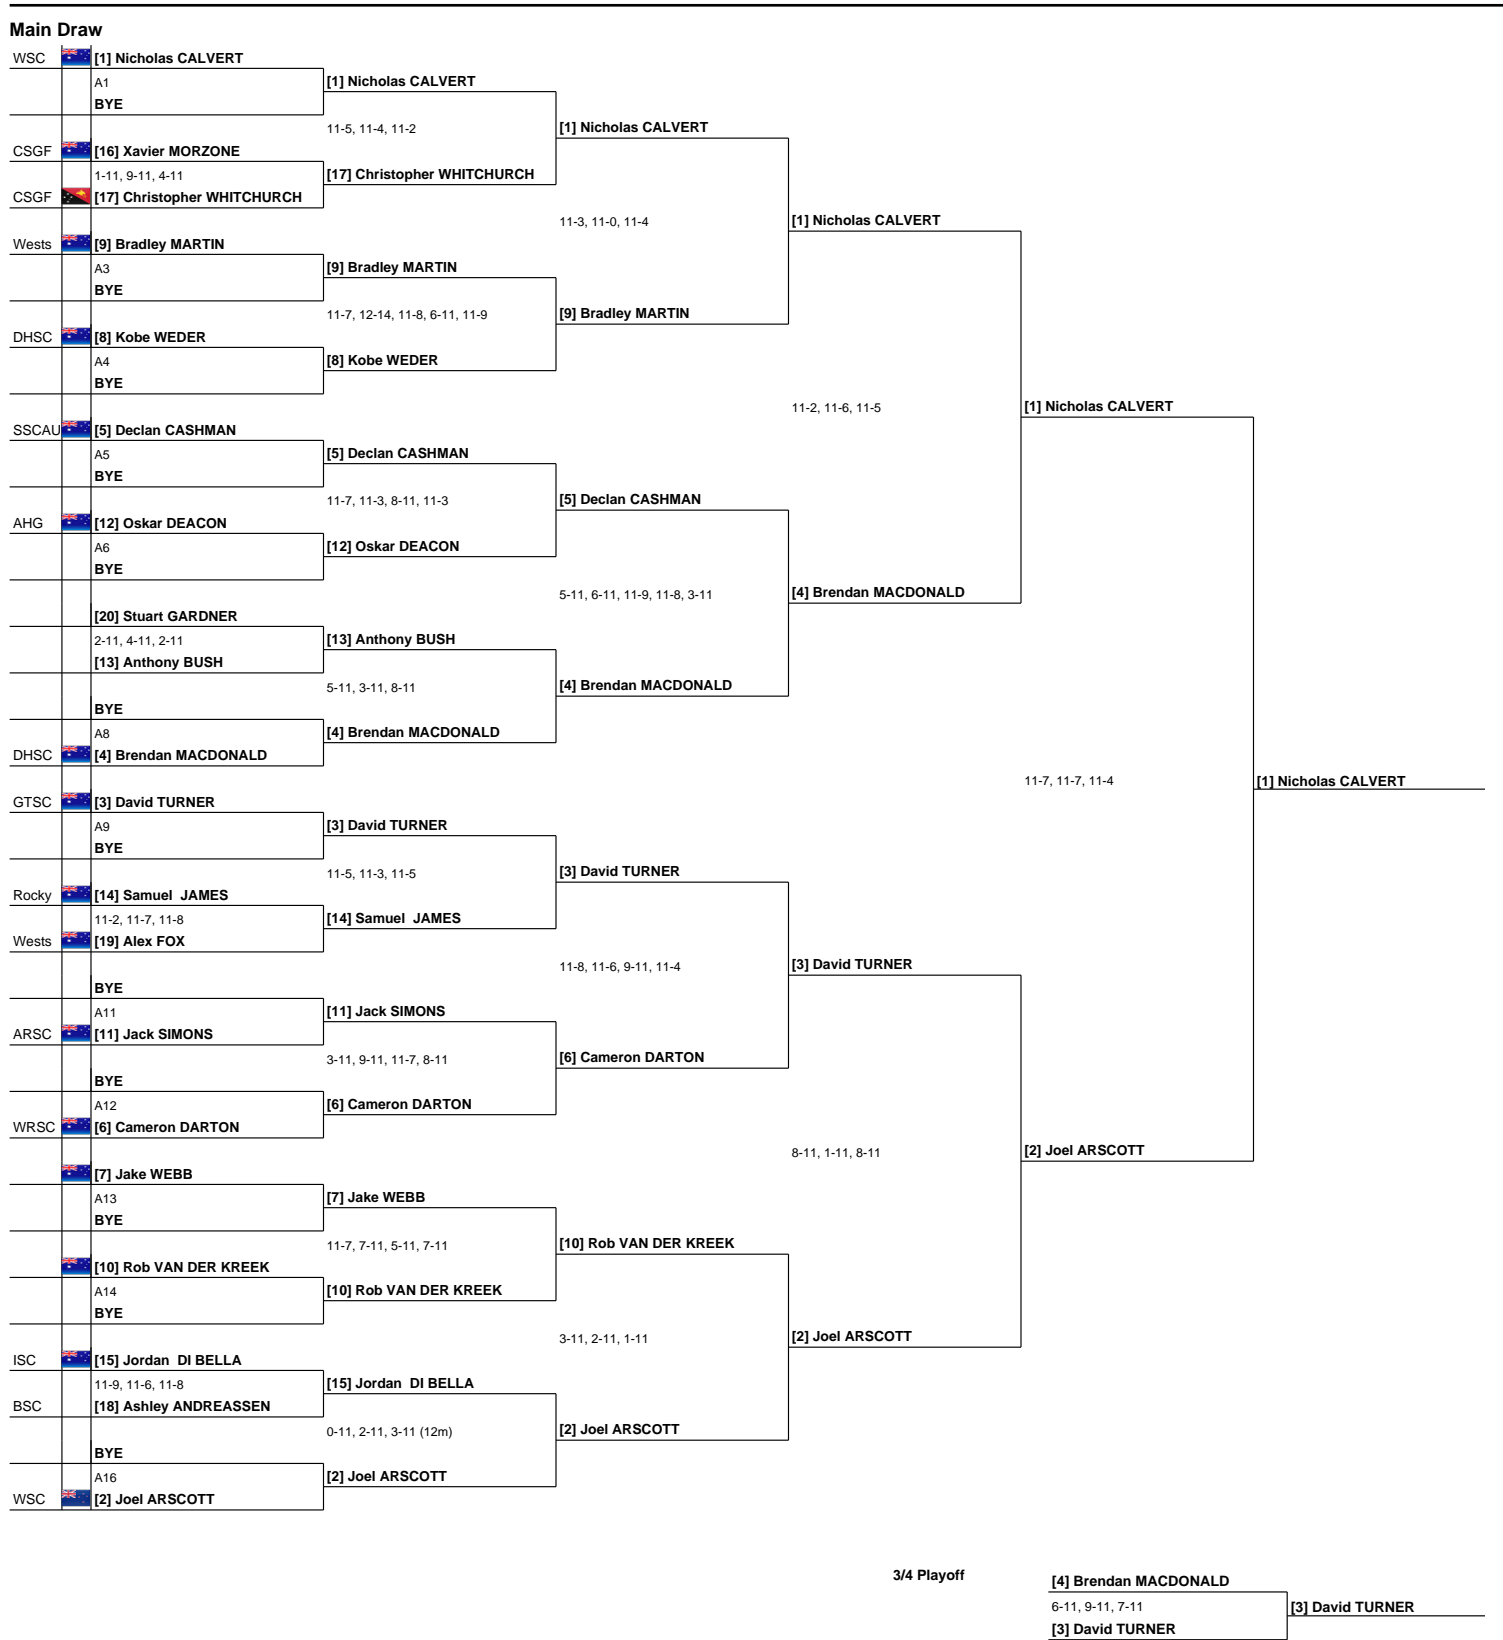 Main Draw
WSC [1] Nicholas CALVERT
A1 [1] Nicholas CALVERT
BYE
11-5, 11-4, 11-2 [1] Nicholas CALVERT
CSGF [16] Xavier MORZONE
1-11, 9-11, 4-11 [17] Christopher WHITCHURCH
CSGF [17] Christopher WHITCHURCH
11-3, 11-0, 11-4 [1] Nicholas CALVERT
Wests [9] Bradley MARTIN
A3 [9] Bradley MARTIN
BYE
11-7, 12-14, 11-8, 6-11, 11-9 [9] Bradley MARTIN
DHSC [8] Kobe WEDER
A4 [8] Kobe WEDER
BYE
11-2, 11-6, 11-5 [1] Nicholas CALVERT
SSCAU [5] Declan CASHMAN
A5 [5] Declan CASHMAN
BYE
11-7, 11-3, 8-11, 11-3 [5] Declan CASHMAN
AHG [12] Oskar DEACON
A6 [12] Oskar DEACON
BYE
5-11, 6-11, 11-9, 11-8, 3-11 [4] Brendan MACDONALD
[20] Stuart GARDNER
2-11, 4-11, 2-11 [13] Anthony BUSH
[13] Anthony BUSH
5-11, 3-11, 8-11 [4] Brendan MACDONALD
BYE
A8 [4] Brendan MACDONALD
DHSC [4] Brendan MACDONALD
11-7, 11-7, 11-4 [1] Nicholas CALVERT
GTSC [3] David TURNER
A9 [3] David TURNER
BYE
11-5, 11-3, 11-5 [3] David TURNER
Rocky [14] Samuel JAMES
11-2, 11-7, 11-8 [14] Samuel JAMES
Wests [19] Alex FOX
11-8, 11-6, 9-11, 11-4 [3] David TURNER
BYE
A11 [11] Jack SIMONS
ARSC [11] Jack SIMONS
3-11, 9-11, 11-7, 8-11 [6] Cameron DARTON
BYE
A12 [6] Cameron DARTON
WRSC [6] Cameron DARTON
8-11, 1-11, 8-11 [2] Joel ARSCOTT
[7] Jake WEBB
A13 [7] Jake WEBB
BYE
11-7, 7-11, 5-11, 7-11 [10] Rob VAN DER KREEK
[10] Rob VAN DER KREEK
A14 [10] Rob VAN DER KREEK
BYE
3-11, 2-11, 1-11 [2] Joel ARSCOTT
ISC [15] Jordan DI BELLA
11-9, 11-6, 11-8 [15] Jordan DI BELLA
BSC [18] Ashley ANDREASSEN
0-11, 2-11, 3-11 (12m) [2] Joel ARSCOTT
BYE
A16 [2] Joel ARSCOTT
WSC [2] Joel ARSCOTT
3/4 Playoff [4] Brendan MACDONALD
6-11, 9-11, 7-11 [3] David TURNER
[3] David TURNER